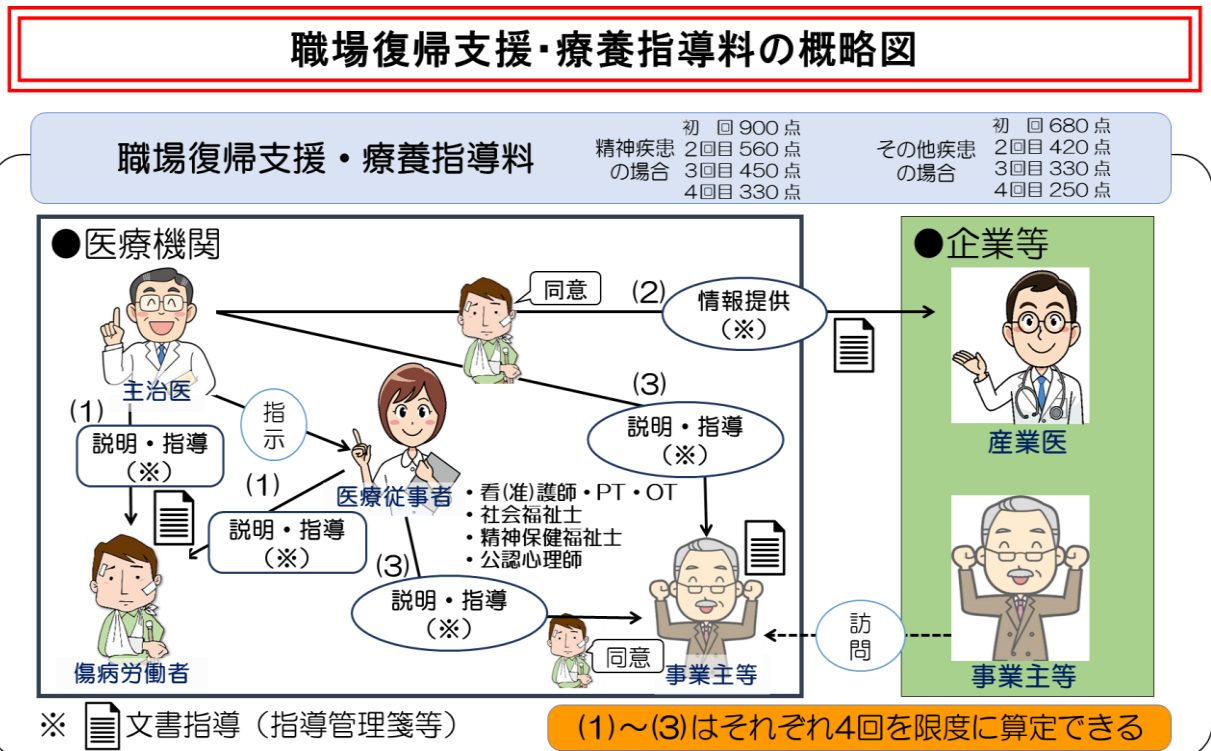 職場復帰支援・療養指導料の概略図
職場復帰支援・療養指導料
精神疾患
の場合
初 回 900 点
2回目 560 点
3回目 450 点
4回目 330 点
その他疾患
の場合
初 回 680 点
2回目 420 点
3回目 330 点
4回目 250 点
●医療機関
●企業等
同意
(2)
情報提供
(※)
主治医
(1)
説明・指導
(※)
指
示
(3)
説明・指導
(※)
産業医
医療従事者
・看(准)護師・PT・OT
・社会福祉士
・精神保健福祉士
・公認心理師
(1)
説明・指導
(※)
(3)
説明・指導
(※)
同意
傷病労働者
事業主等
訪
問
事業主等
※ 文書指導（指導管理箋等）
(1)～(3)はそれぞれ4回を限度に算定できる